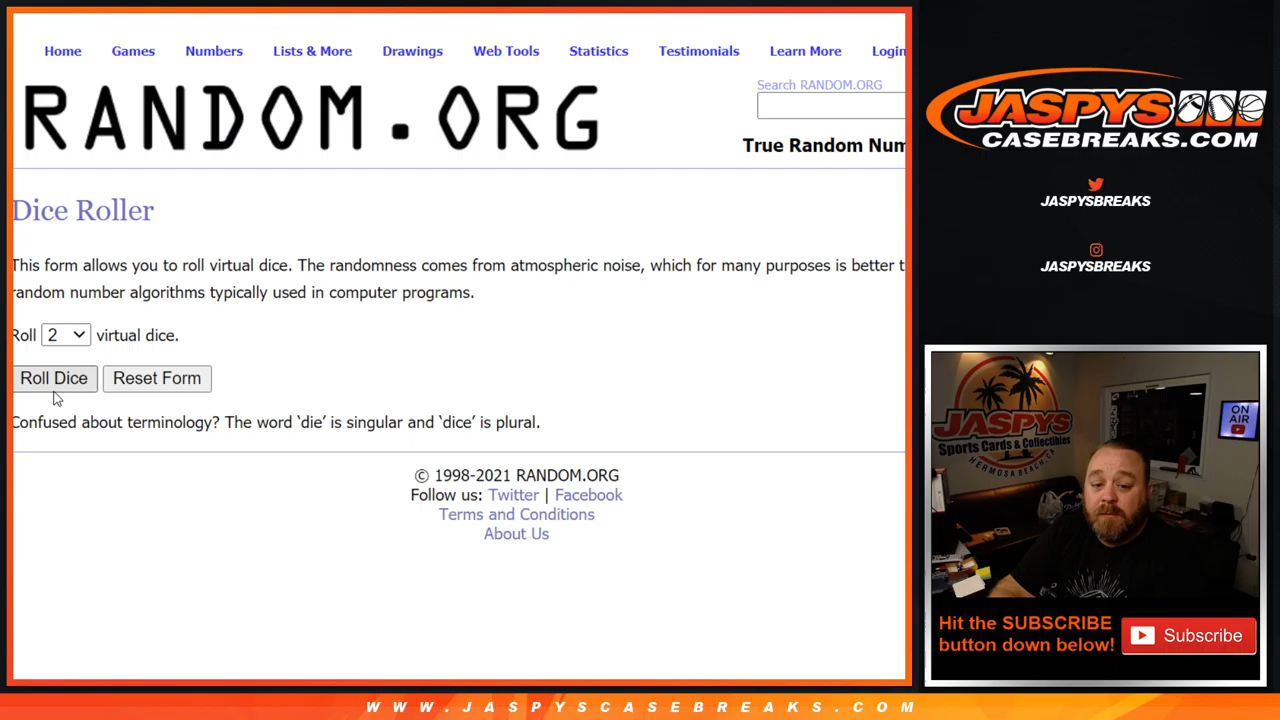 Home Games Numbers Lists & More Drawings Web Tools Statistics Testimonials Learn More Login
RANDOM.ORG
Search RANDOM.ORG
True Random Num
Dice Roller
This form allows you to roll virtual dice. The randomness comes from atmospheric noise, which for many purposes is better t
random number algorithms typically used in computer programs.
Roll 2 virtual dice.
Roll Dice Reset Form
Confused about terminology? The word ‘die’ is singular and ‘dice’ is plural.
© 1998-2021 RANDOM.ORG
Follow us: Twitter | Facebook
Terms and Conditions
About Us
JASPYS
CASEBREAKS.COM
JASPYSBREAKS
JASPYSBREAKS
JASPYS
Sports Cards & Collectibles
HERMOSA BEACH, CA
ON
AIR
Hit the SUBSCRIBE
button down below!
Subscribe
WWW.JASPYSCASEBREAKS.COM